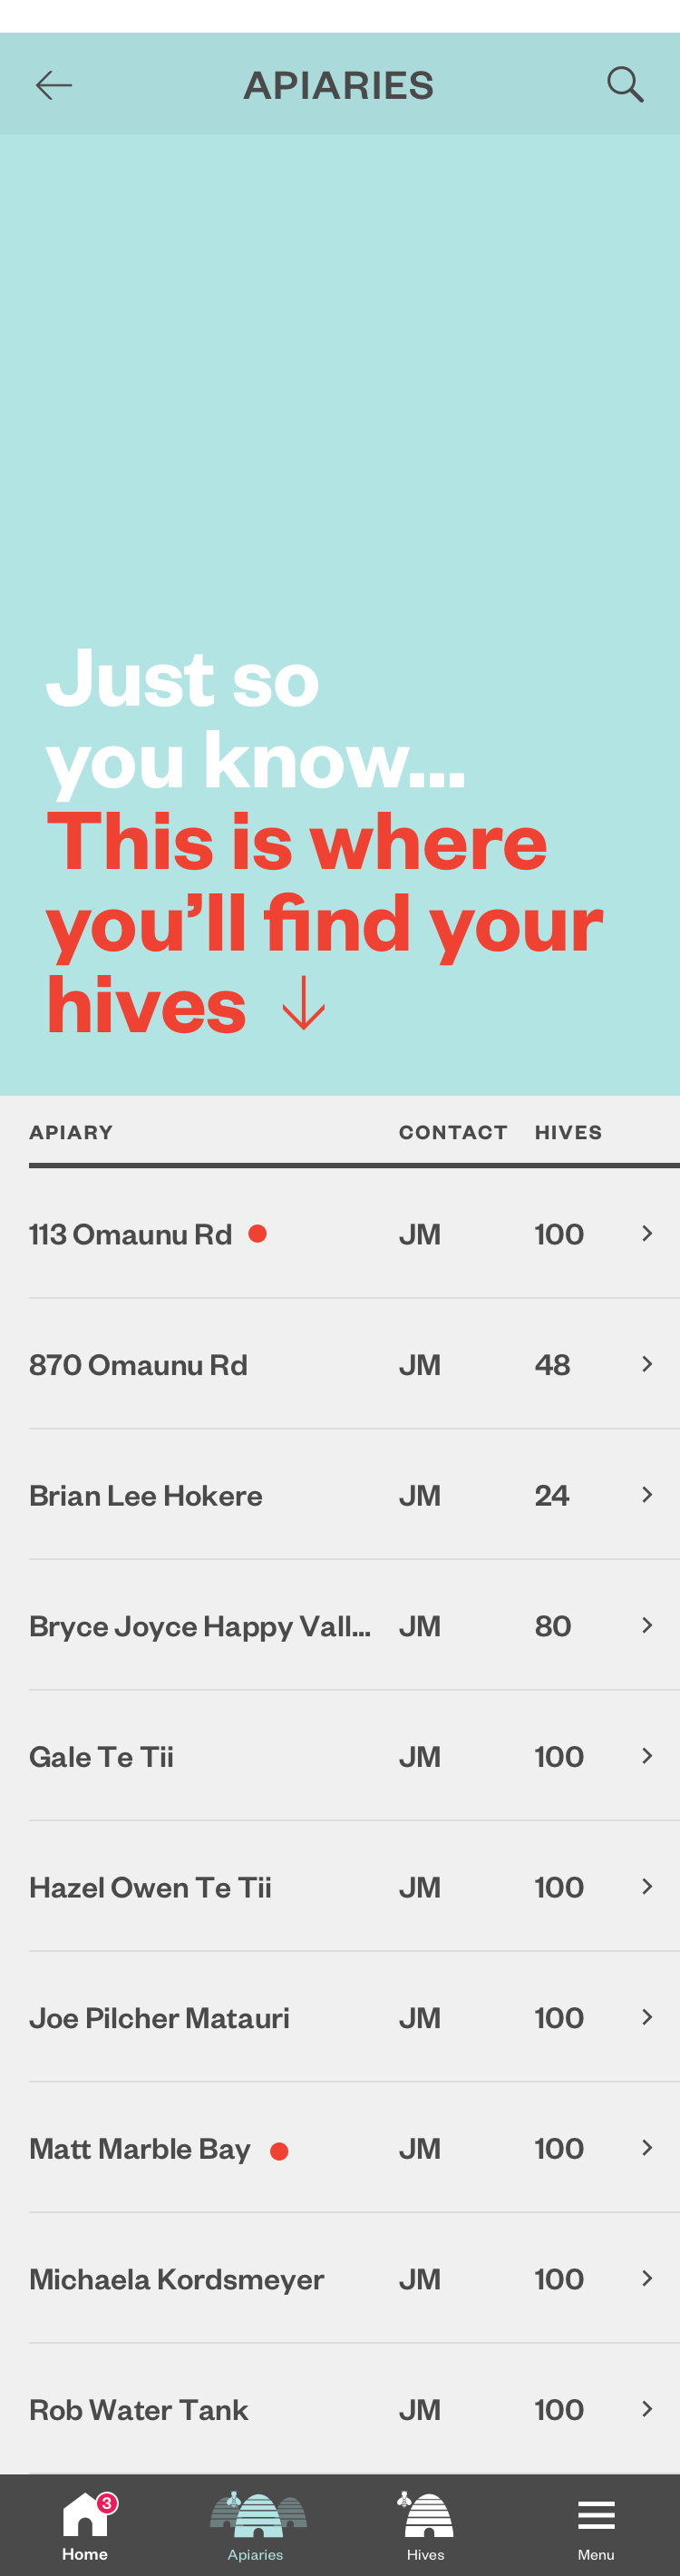 APIARIES
Just so
you know...
This is where
you’ll find your
hives
APIARY CONTACT HIVES
113 Omaunu Rd JM 100
870 Omaunu Rd JM 48
Brian Lee Hokere JM 24
Bryce Joyce Happy Vall... JM 80
Gale Te Tii JM 100
Hazel Owen Te Tii JM 100
Joe Pilcher Matauri JM 100
Matt Marble Bay JM 100
Michaela Kordsmeyer JM 100
Rob Water Tank JM 100
3
Home Apiaries Hives Menu